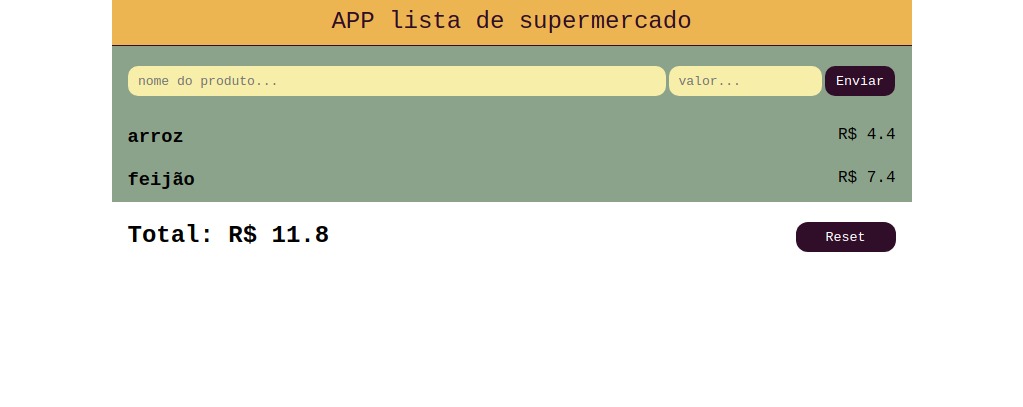 APP lista de supermercado
nome do produto... valor... Enviar
arroz R$ 4.4
feijão R$ 7.4
Total: R$ 11.8 Reset